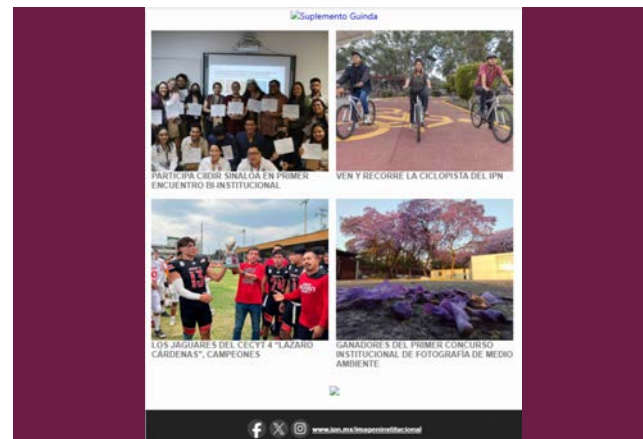 Suplemento Guinda
PARTICIPA CIIDIR SINALOA EN PRIMER
ENCUENTRO BI-INSTITUCIONAL
VEN Y RECORRE LA CICLOPISTA DEL IPN
LOS JAGUARES DEL CECYT 4 "LÁZARO
CÁRDENAS", CAMPEONES
GANADORES DEL PRIMER CONCURSO
INSTITUCIONAL DE FOTOGRAFÍA DE MEDIO
AMBIENTE
www.ipn.mx/imageninstitucional